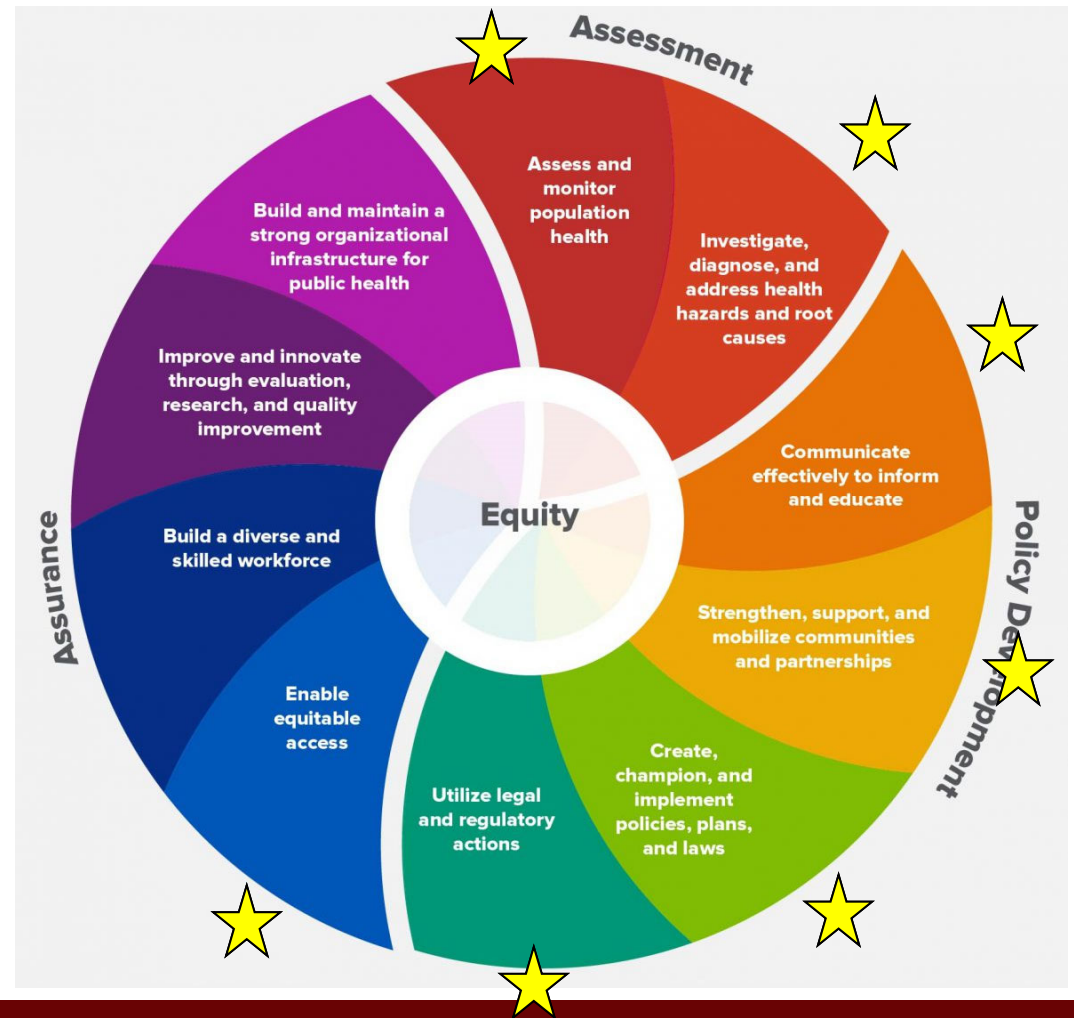 Assessment
Assess and
monitor
population
health
Investigate,
diagnose, and
address health
hazards and root
causes
Policy Development
Communicate
effectively to inform
and educate
Strengthen, support, and
mobilize communities
and partnerships
Create,
champion, and
implement
policies, plans,
and laws
Utilize legal
and regulatory
actions
Assurance
Enable
equitable
access
Build a diverse and
skilled workforce
Improve and innovate
through evaluation,
research, and quality
improvement
Build and maintain a
strong organizational
infrastructure for
public health
Equity